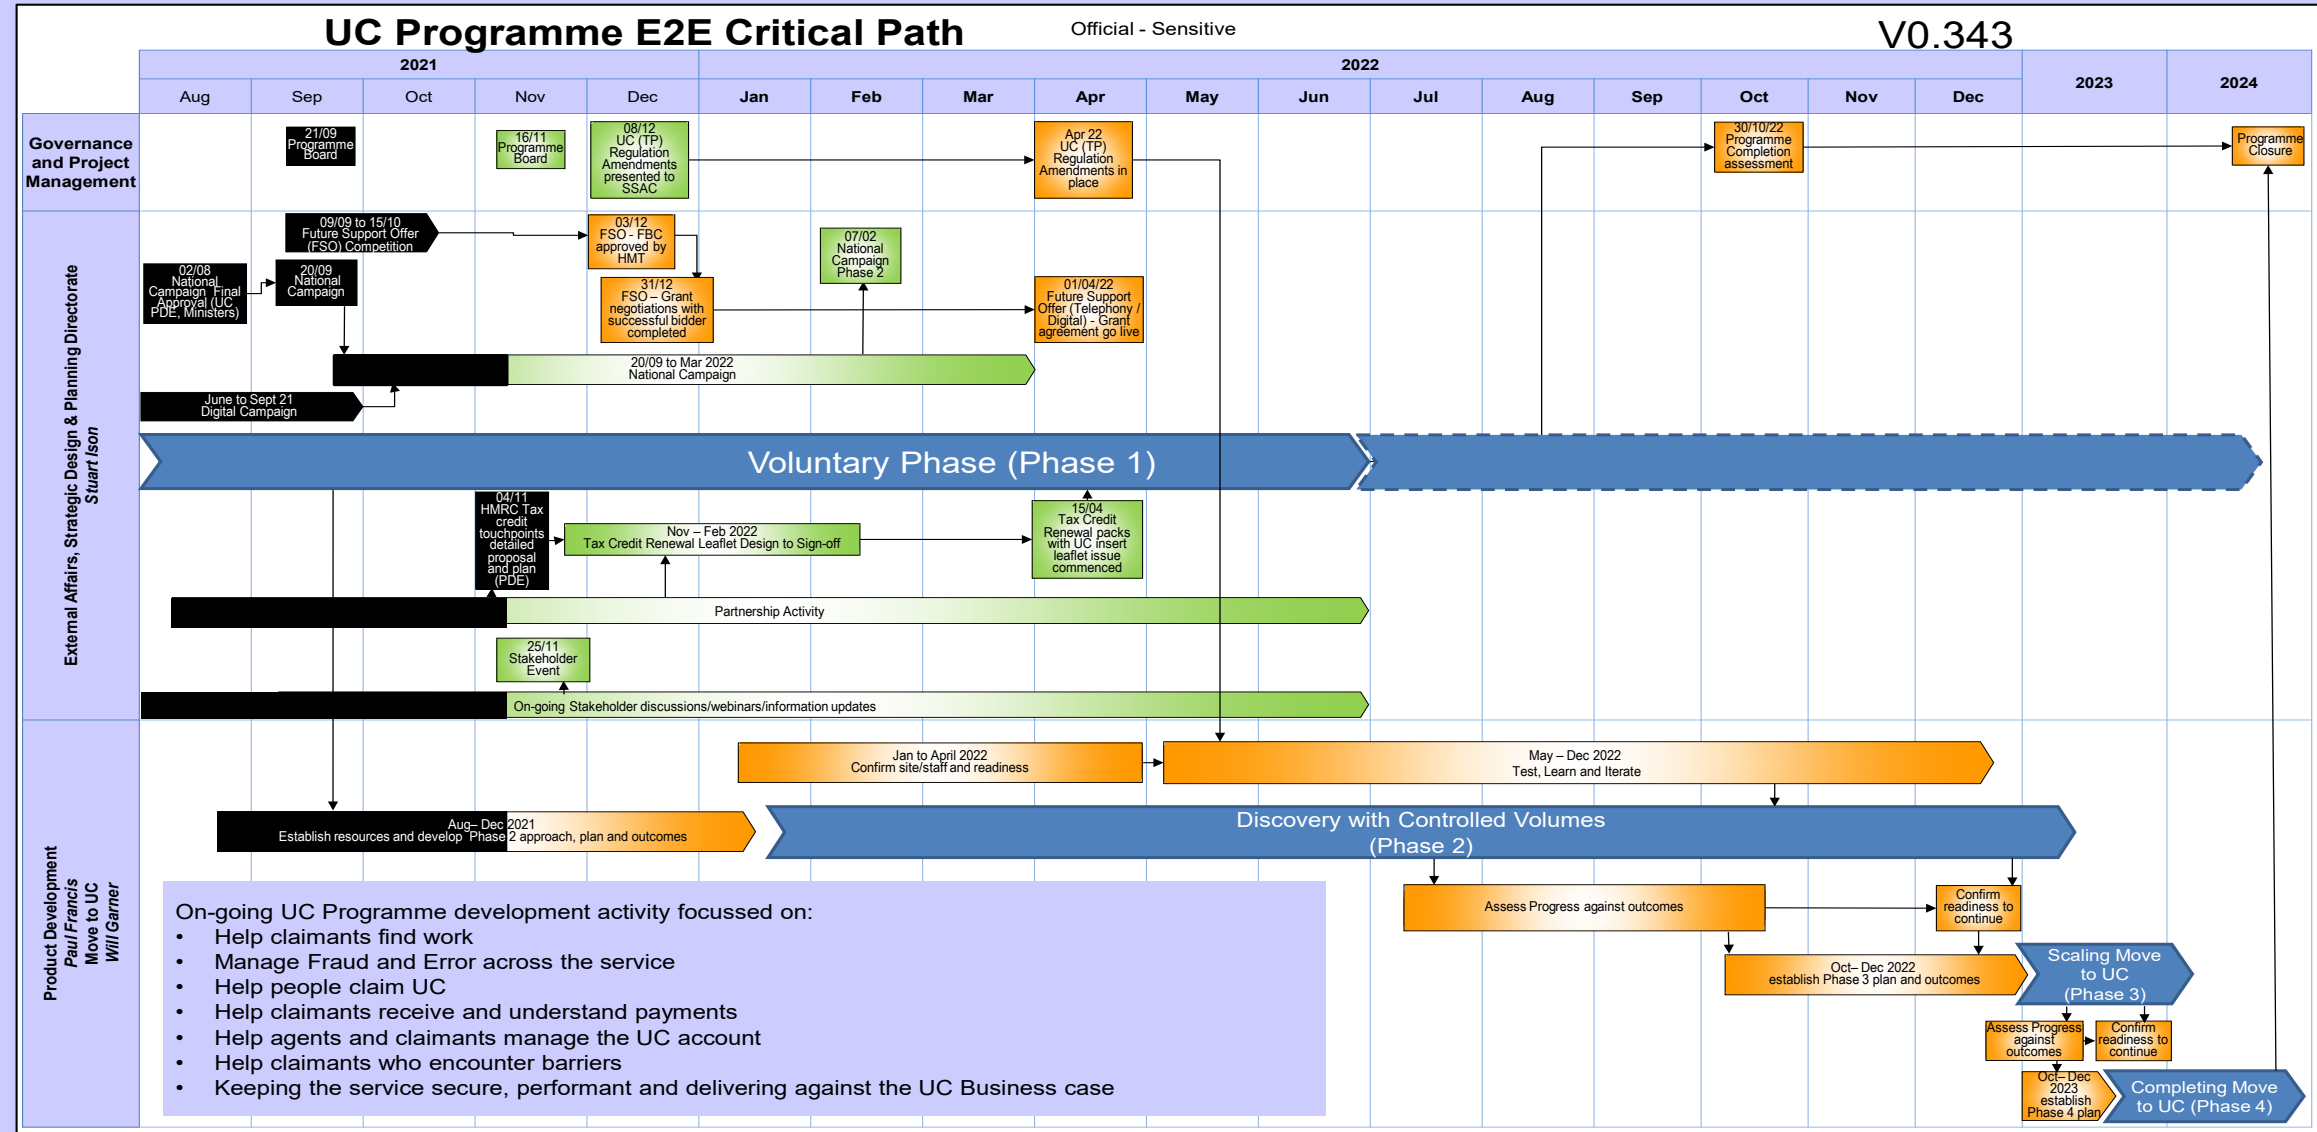 UC Programme E2E Critical Path
Official - Sensitive
V0.343
2021
2022
2023
2024
Aug
Sep
Oct
Nov
Dec
Jan
Feb
Mar
Apr
May
Jun
Jul
Aug
Sep
Oct
Nov
Dec
Governance
and Project
Management
21/09
Programme
Board
16/11
Programme
Board
08/12
UC (TP)
Regulation
Amendments
presented to
SSAC
Apr 22
UC (TP)
Regulation
Amendments in
place
30/10/22
Programme
Completion
assessment
Programme
Closure
External Affairs, Strategic Design & Planning Directorate
Stuart Ison
09/09 to 15/10
Future Support Offer
(FSO) Competition
03/12
FSO - FBC
approved by
HMT
07/02
National
Campaign
Phase 2
02/08
National
Campaign Final
Approval (UC
PDE, Ministers)
20/09
National
Campaign
31/12
FSO – Grant
negotiations with
successful bidder
completed
01/04/22
Future Support
Offer (Telephony /
Digital) - Grant
agreement go live
20/09 to Mar 2022
National Campaign
June to Sept 21
Digital Campaign
Voluntary Phase (Phase 1)
04/11
HMRC Tax
credit
touchpoints
detailed
proposal
and plan
(PDE)
Nov – Feb 2022
Tax Credit Renewal Leaflet Design to Sign-off
15/04
Tax Credit
Renewal packs
with UC insert
leaflet issue
commenced
Partnership Activity
25/11
Stakeholder
Event
On-going Stakeholder discussions/webinars/information updates
Product Development
Paul Francis
Move to UC
Will Garner
Jan to April 2022
Confirm site/staff and readiness
May – Dec 2022
Test, Learn and Iterate
Aug– Dec 2021
Establish resources and develop Phase 2 approach, plan and outcomes
Discovery with Controlled Volumes
(Phase 2)
Assess Progress against outcomes
Confirm
readiness to
continue
Oct– Dec 2022
establish Phase 3 plan and outcomes
Scaling Move
to UC
(Phase 3)
Assess Progress
against
outcomes
Confirm
readiness to
continue
Oct– Dec
2023
establish
Phase 4 plan
Completing Move
to UC (Phase 4)
On-going UC Programme development activity focussed on:
• Help claimants find work
• Manage Fraud and Error across the service
• Help people claim UC
• Help claimants receive and understand payments
• Help agents and claimants manage the UC account
• Help claimants who encounter barriers
• Keeping the service secure, performant and delivering against the UC Business case